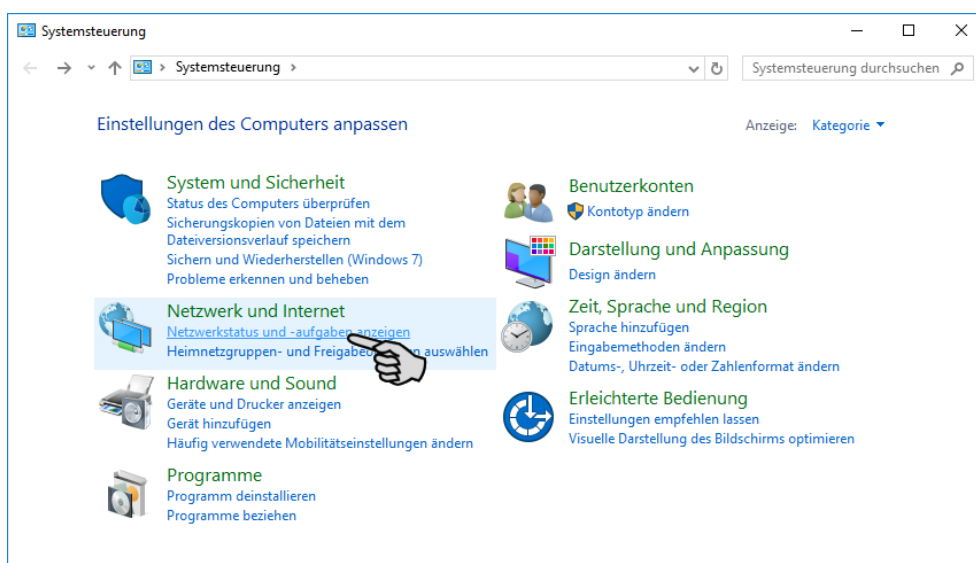 Systemsteuerung
Systemsteuerung
Systemsteuerung durchsuchen
Einstellungen des Computers anpassen
Anzeige: Kategorie
System und Sicherheit
Status des Computers überprüfen
Sicherungskopien von Dateien mit dem
Dateiversionsverlauf speichern
Sichern und Wiederherstellen (Windows 7)
Probleme erkennen und beheben
Netzwerk und Internet
Netzwerkstatus und -aufgaben anzeigen
Heimnetzgruppen- und auswählen
Hardware und Sound
Geräte und Drucker anzeigen
Gerät hinzufügen
Häufig verwendete Mobilitätseinstellungen ändern
Programme
Programm deinstallieren
Programme beziehen
Benutzerkonten
Kontotyp ändern
Darstellung und Anpassung
Design ändern
Zeit, Sprache und Region
Sprache hinzufügen
Eingabemethoden ändern
Datums-, Uhrzeit- oder Zahlenformat ändern
Erleichterte Bedienung
Einstellungen empfehlen lassen
Visuelle Darstellung des Bildschirms optimieren